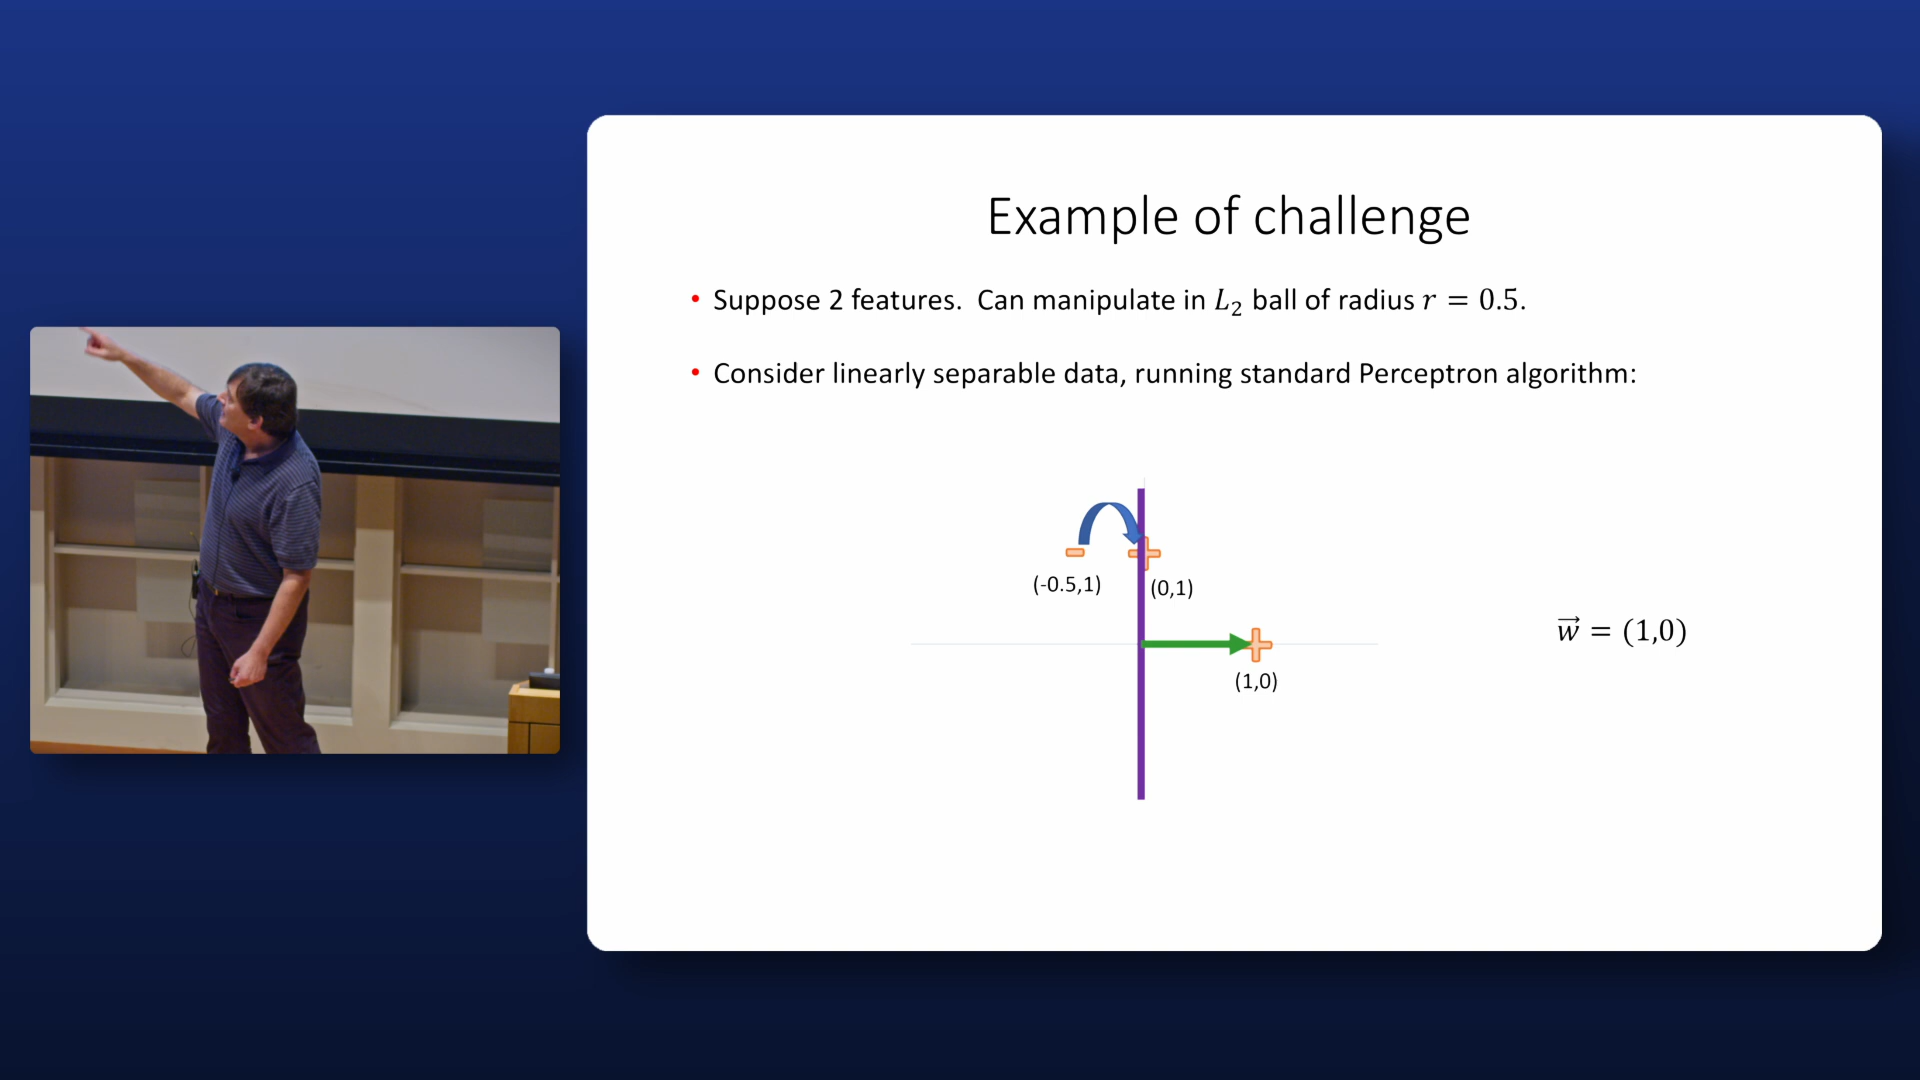 Example of challenge
• Suppose 2 features. Can manipulate in L₂ ball of radius r = 0.5.
• Consider linearly separable data, running standard Perceptron algorithm:
(-0.5,1)
(0,1)
w⃗ = (1,0)
(1,0)